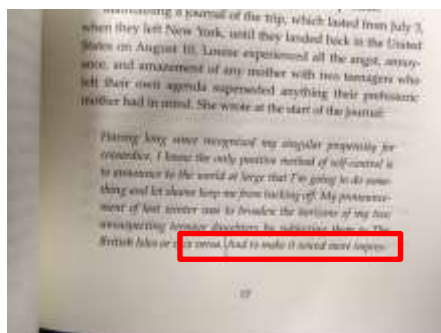 maintaining a journal of the trip, which lasted from July 3,
when they left New York, until they landed back in the United
States on August 10. Louise experienced all the angst, annoy-
ance, and amazement of any mother with two teenagers who
felt their own agenda superseded anything their prehistoric
mother had in mind. She wrote at the start of the journal:
Having long since recognized my singular propensity for
cowardice, I know the only positive method of self-control is
to announce to the world at large that I'm going to do some-
thing and let shame keep me from backing off. My pronounce-
ment of last winter was to broaden the horizons of my two
unsuspecting teenage daughters by subjecting them to The
British Isles or vice versa. had to make it sound more impres-